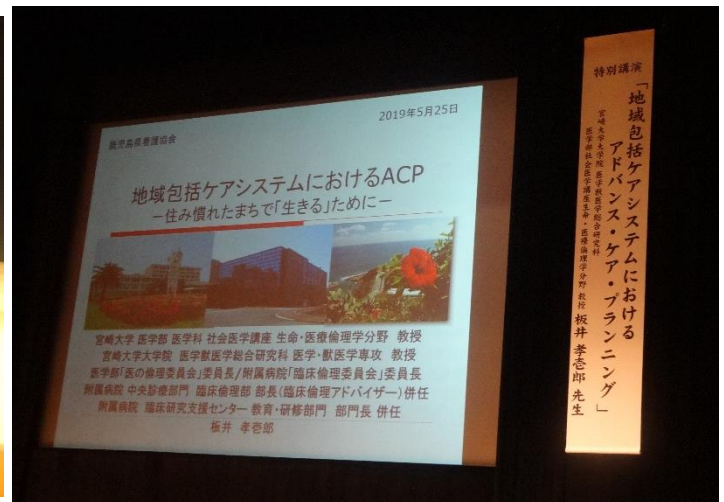 2019年5月25日
鹿児島県看護協会
地域包括ケアシステムにおけるACP
－住み慣れたまちで「生きる」ために－
宮崎大学 医学部 医学科 社会医学講座 生命・医療倫理学分野 教授
宮崎大学大学院 医学獣医学総合研究科 医学・獣医学専攻 教授
医学部「医の倫理委員会」委員長/附属病院「臨床倫理委員会」委員長
附属病院 中央診療部門 臨床倫理部 部長(臨床倫理アドバイザー)併任
附属病院 臨床研究支援センター 教育・研修部門 部門長 併任
板井 孝壱郎
特別講演
「地域包括ケアシステムにおける
アドバンス・ケア・プランニング」
宮崎大学大学院 医学獣医学総合研究科
医学部社会医学講座生命・医療倫理学分野 教授 板井 孝壱郎 先生